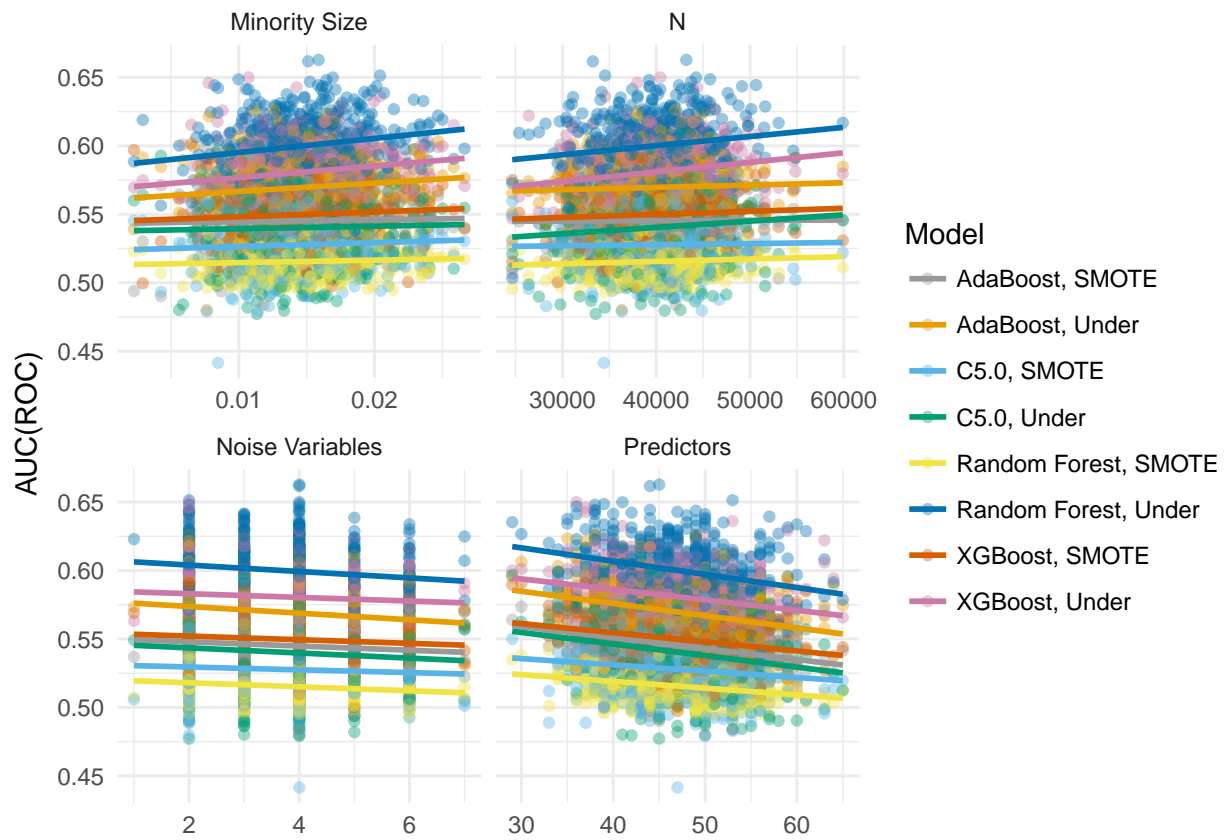 Minority Size
N
0.65
0.60
0.55
0.50
0.45
0.01
0.02
30000
40000
50000
60000
AUC(ROC)
Noise Variables
Predictors
0.65
0.60
0.55
0.50
0.45
2
4
6
30
40
50
60
Model
AdaBoost, SMOTE
AdaBoost, Under
C5.0, SMOTE
C5.0, Under
Random Forest, SMOTE
Random Forest, Under
XGBoost, SMOTE
XGBoost, Under